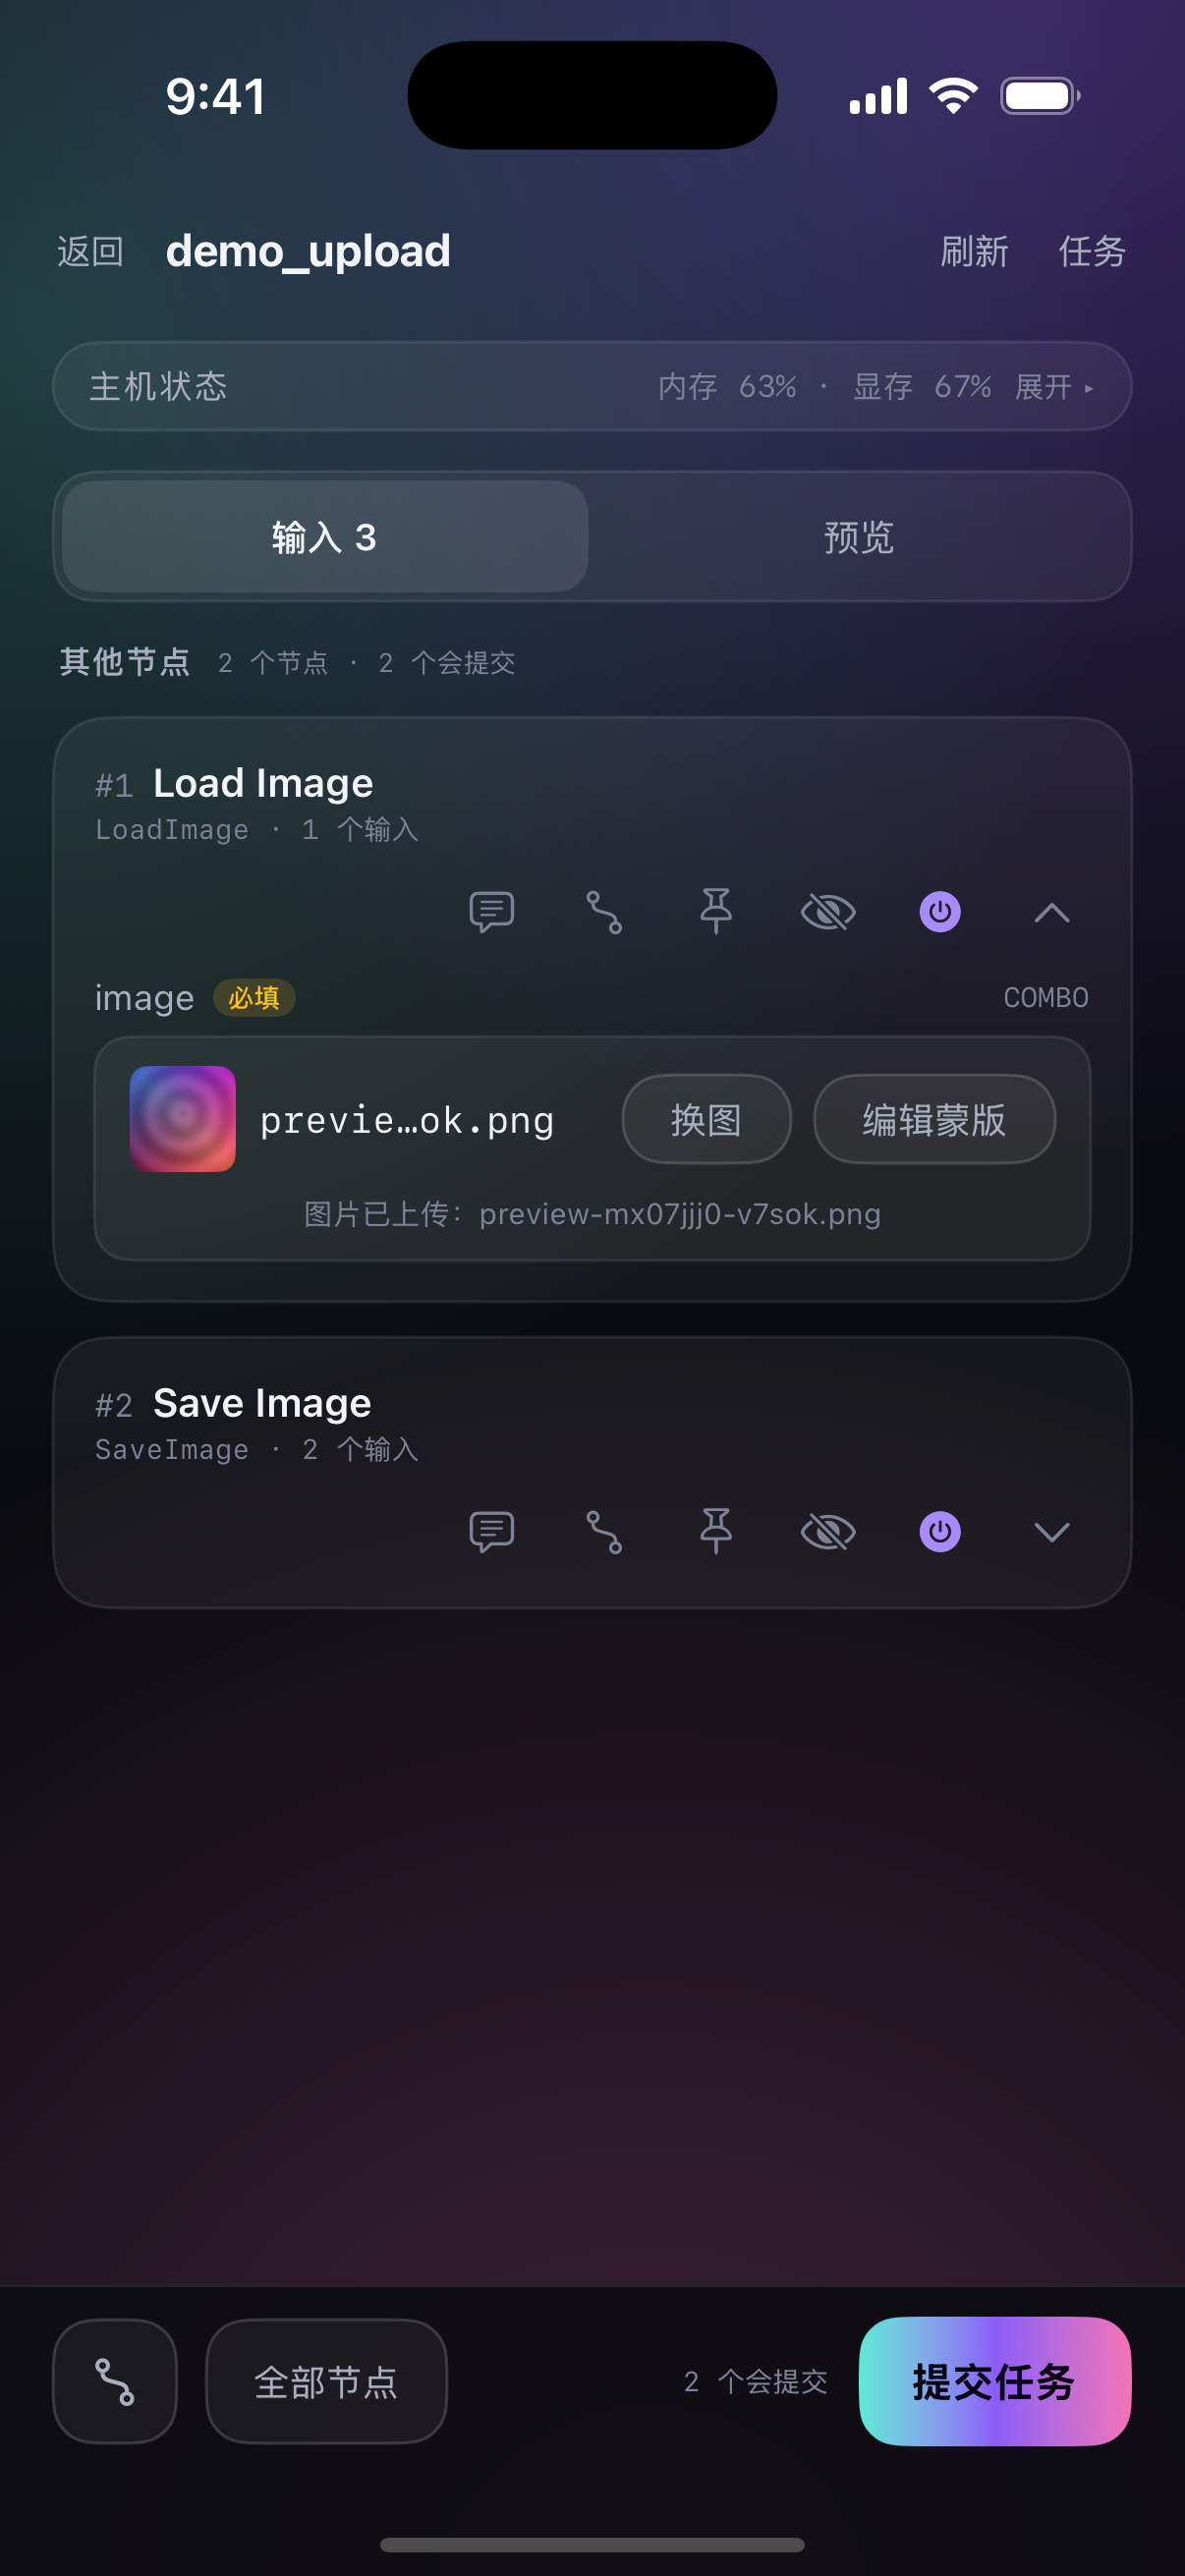 9:41
返回 demo_upload 刷新 任务
主机状态 内存 63% · 显存 67% 展开 ▸
输入 3 预览
其他节点 2 个节点 · 2 个会提交
#1 Load Image
LoadImage · 1 个输入
image 必填 COMBO
previe…ok.png 换图 编辑蒙版
图片已上传：preview-mx07jjj0-v7sok.png
#2 Save Image
SaveImage · 2 个输入
全部节点 2 个会提交 提交任务